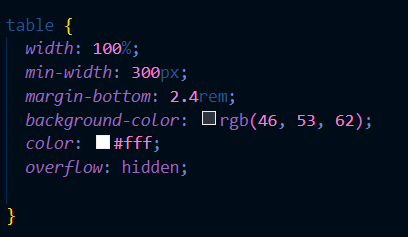 table {
width: 100%;
min-width: 300px;
margin-bottom: 2.4rem;
background-color: rgb(46, 53, 62);
color: #fff;
overflow: hidden;
}